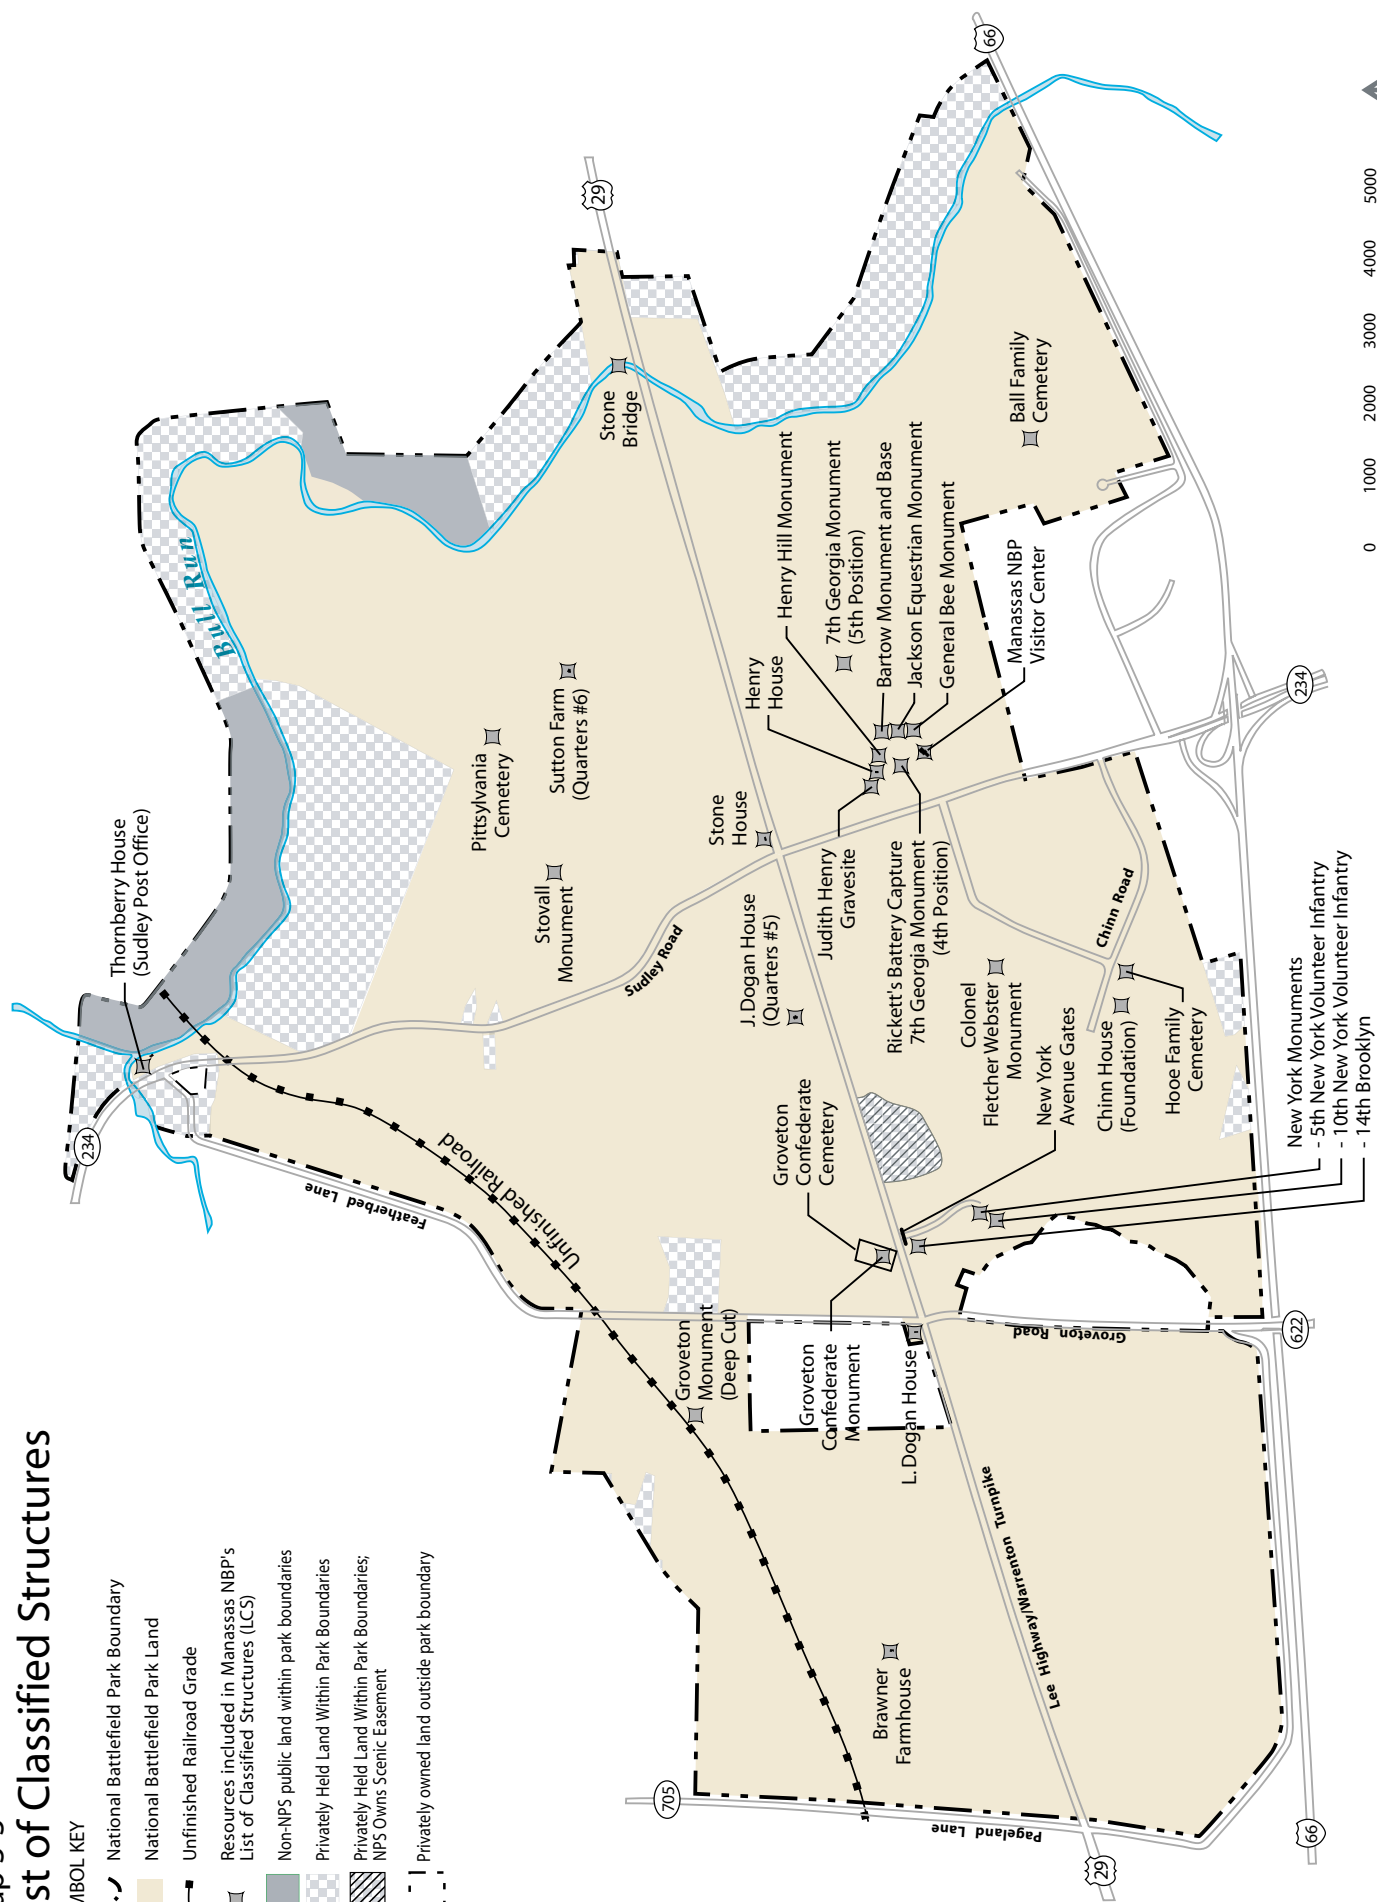 st of Classified Structures
MBOL KEY
National Battlefield Park Boundary
National Battlefield Park Land
Unfinished Railroad Grade
Resources included in Manassas NBP's
List of Classified Structures (LCS)
Non-NPS public land within park boundaries
Privately Held Land Within Park Boundaries
Privately Held Land Within Park Boundaries;
NPS Owns Scenic Easement
Privately owned land outside park boundary
234
Thornberry House
(Sudley Post Office)
Bull Run
Featherbed Lane
Unfinished Railroad
Pittsylvania
Cemetery
Sutton Farm
(Quarters #6)
Stovall
Monument
Sudley Road
29
Stone
Bridge
66
Stone
House
J. Dogan House
(Quarters #5)
Henry
House
Henry Hill Monument
7th Georgia Monument
(5th Position)
Bartow Monument and Base
Jackson Equestrian Monument
General Bee Monument
Manassas NBP
Visitor Center
Ball Family
Cemetery
Judith Henry
Gravesite
Rickett's Battery Capture
7th Georgia Monument
(4th Position)
Colonel
Fletcher Webster
Monument
New York
Avenue Gates
Chinn House
(Foundation)
Hooe Family
Cemetery
Chinn Road
234
Groveton
Confederate
Cemetery
Groveton
Monument
(Deep Cut)
Groveton
Confederate
Monument
L. Dogan House
Groveton Road
622
New York Monuments
- 5th New York Volunteer Infantry
- 10th New York Volunteer Infantry
- 14th Brooklyn
Brawner
Farmhouse
Lee Highway/Warrenton Turnpike
705
Pageland Lane
29
66
0 1000 2000 3000 4000 5000